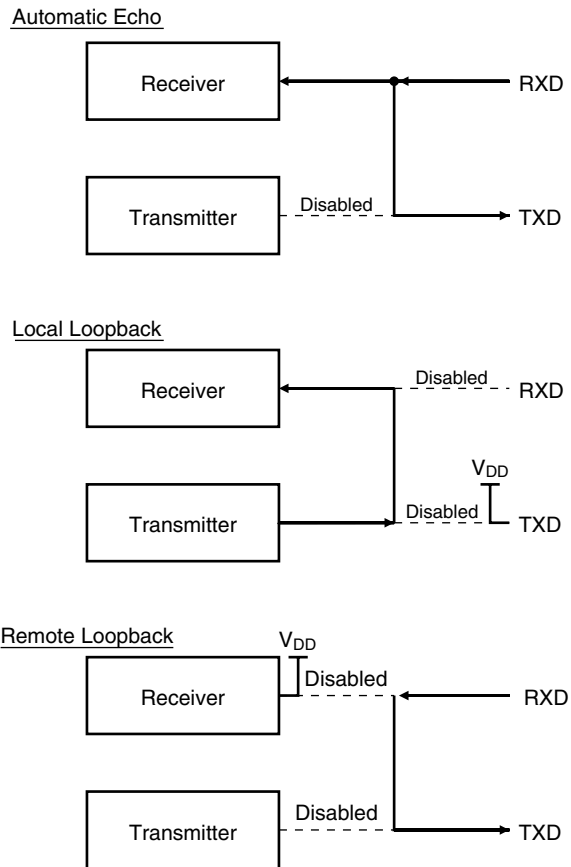 Automatic Echo
Receiver
RXD
Transmitter
Disabled
TXD
Local Loopback
Receiver
Disabled
RXD
VDD
Transmitter
Disabled
TXD
Remote Loopback
VDD
Receiver
Disabled
RXD
Transmitter
Disabled
TXD